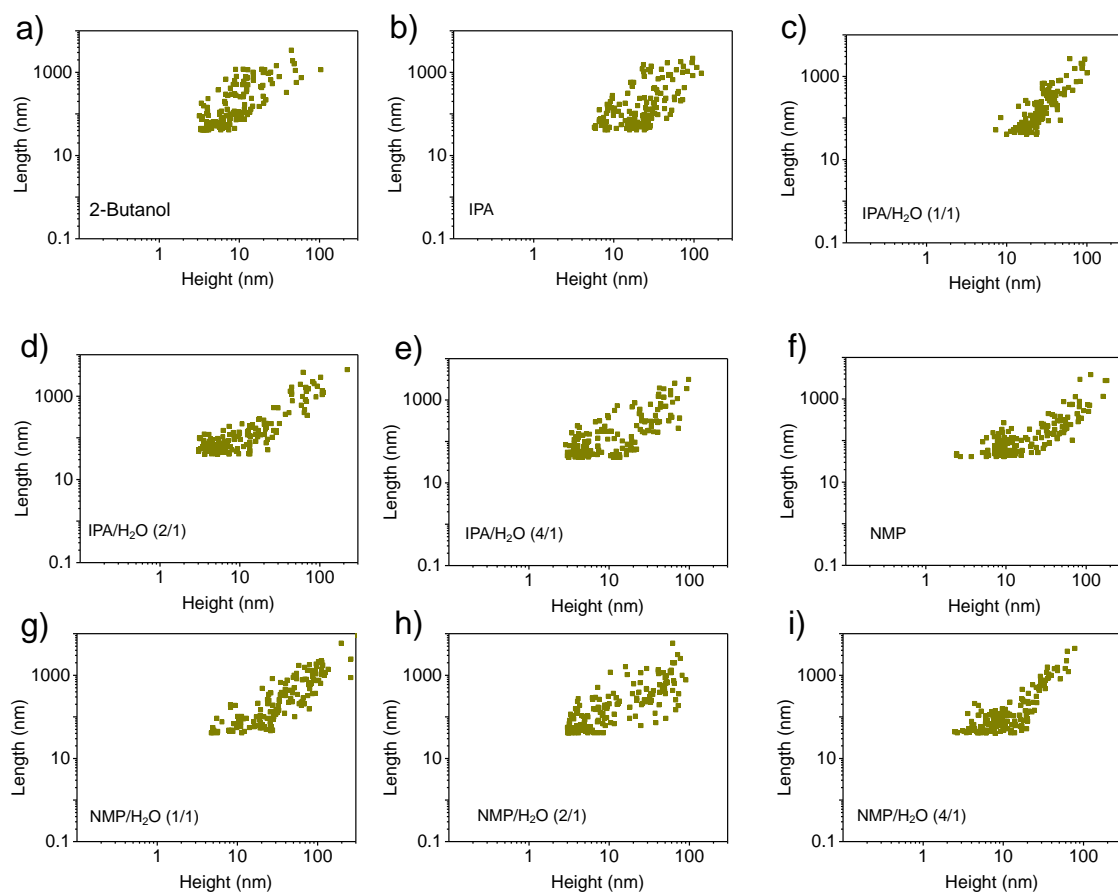 a)
1000
10
0.1
1
10
100
Length (nm)
Height (nm)
2-Butanol
b)
1000
10
0.1
1
10
100
Length (nm)
Height (nm)
IPA
c)
1000
10
0.1
1
10
100
Length (nm)
Height (nm)
IPA/H₂O (1/1)
d)
1000
10
0.1
1
10
100
Length (nm)
Height (nm)
IPA/H₂O (2/1)
e)
1000
10
0.1
1
10
100
Length (nm)
Height (nm)
IPA/H₂O (4/1)
f)
1000
10
0.1
1
10
100
Length (nm)
Height (nm)
NMP
g)
1000
10
0.1
1
10
100
Length (nm)
Height (nm)
NMP/H₂O (1/1)
h)
1000
10
0.1
1
10
100
Length (nm)
Height (nm)
NMP/H₂O (2/1)
i)
1000
10
0.1
1
10
100
Length (nm)
Height (nm)
NMP/H₂O (4/1)